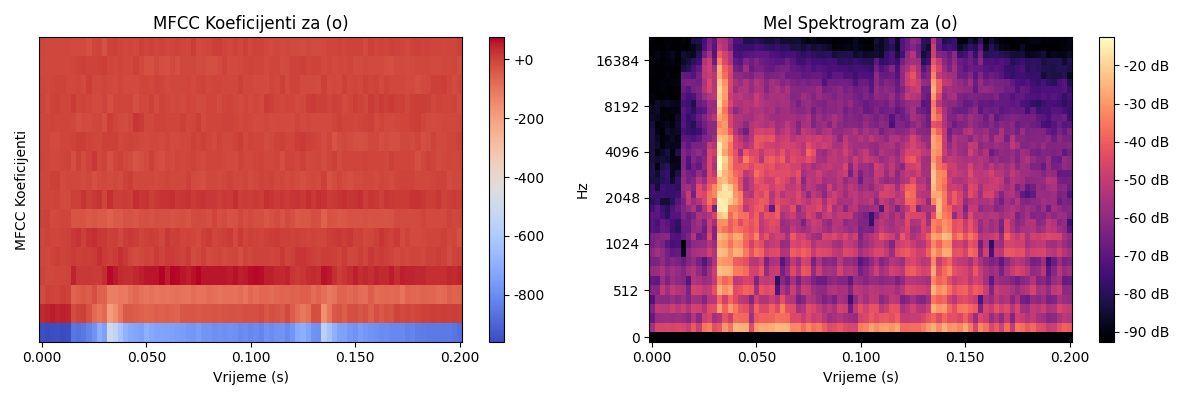 MFCC Koeficijenti za (o)
MFCC Koeficijenti
0.000 0.050 0.100 0.150 0.200
Vrijeme (s)
+0
-200
-400
-600
-800
Mel Spektrogram za (o)
Hz
16384
8192
4096
2048
1024
512
0
0.000 0.050 0.100 0.150 0.200
Vrijeme (s)
-20 dB
-30 dB
-40 dB
-50 dB
-60 dB
-70 dB
-80 dB
-90 dB